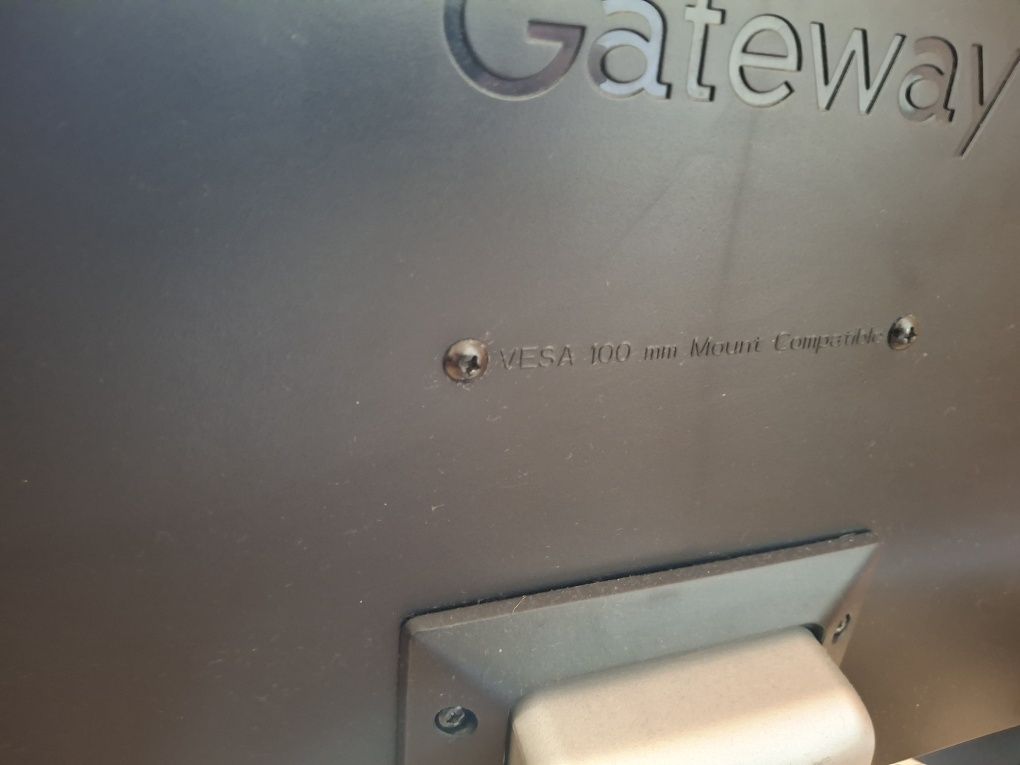 Gateway
VESA 100 mm Mount Compatible